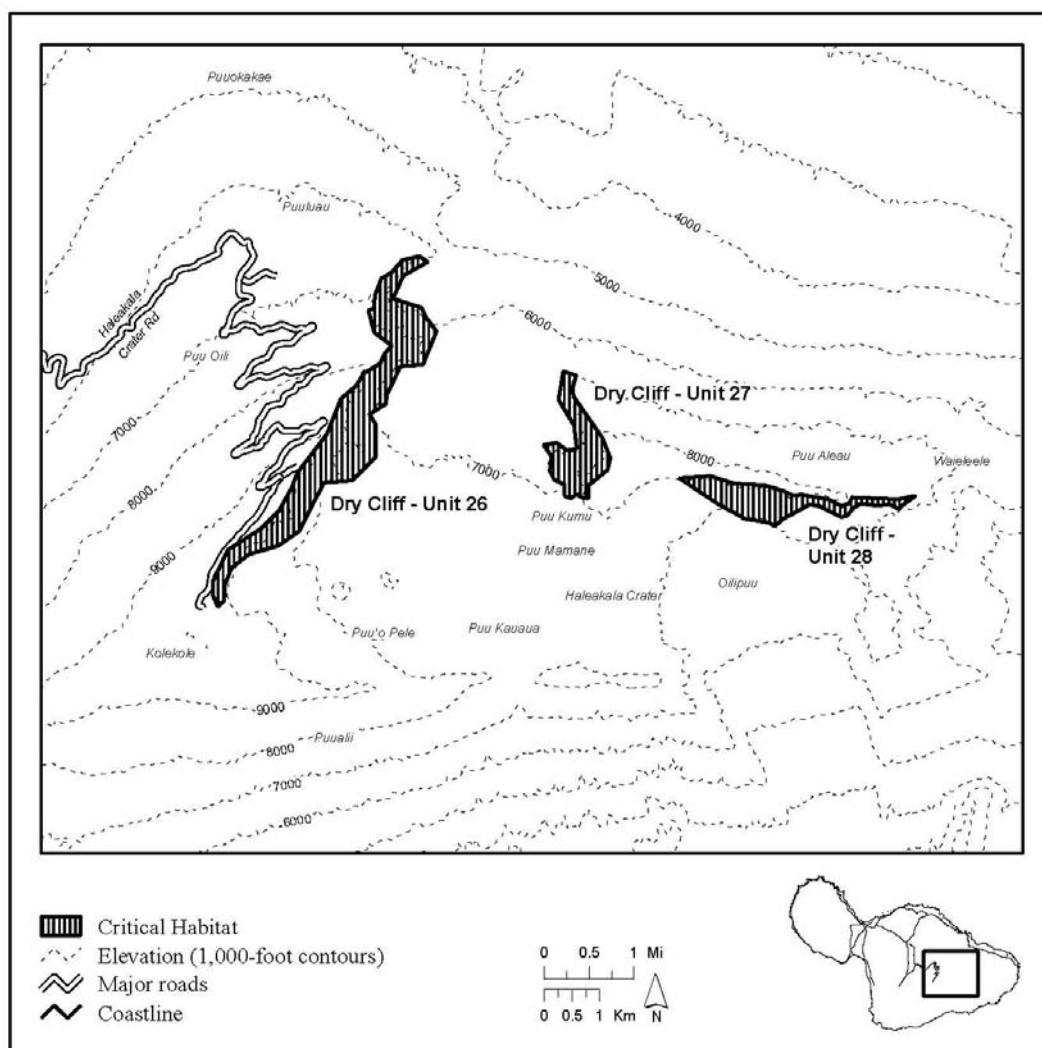 Puuokakae
Puuluau
4000
5000
6000
Haleakala
Crater Rd
Puu Oili
7000
8000
9000
Dry Cliff - Unit 27
7000
8000
Puu Aleau
Waieleele
Dry Cliff - Unit 26
Puu Kumu
Dry Cliff -
Unit 28
Puu Mamane
Oilipuu
Haleakala Crater
Kolekole
Puu'o Pele
Puu Kauaua
9000
Puualii
8000
7000
6000
Critical Habitat
Elevation (1,000-foot contours)
Major roads
Coastline
0 0.5 1 Mi
0 0.5 1 Km
N